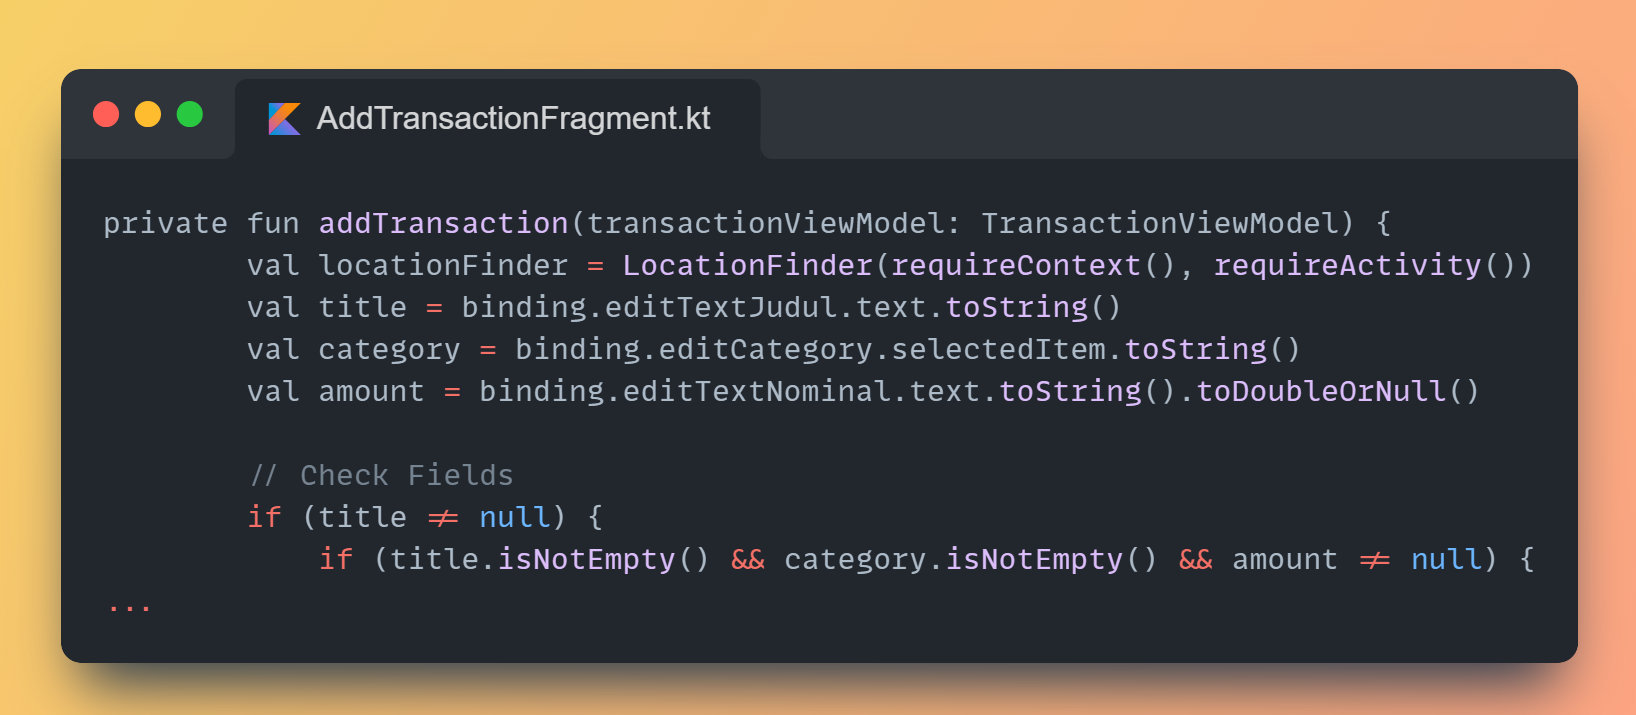 AddTransactionFragment.kt
private fun addTransaction(transactionViewModel: TransactionViewModel) {
        val locationFinder = LocationFinder(requireContext(), requireActivity())
        val title = binding.editTextJudul.text.toString()
        val category = binding.editCategory.selectedItem.toString()
        val amount = binding.editTextNominal.text.toString().toDoubleOrNull()

        // Check Fields
        if (title != null) {
            if (title.isNotEmpty() && category.isNotEmpty() && amount != null) {
...